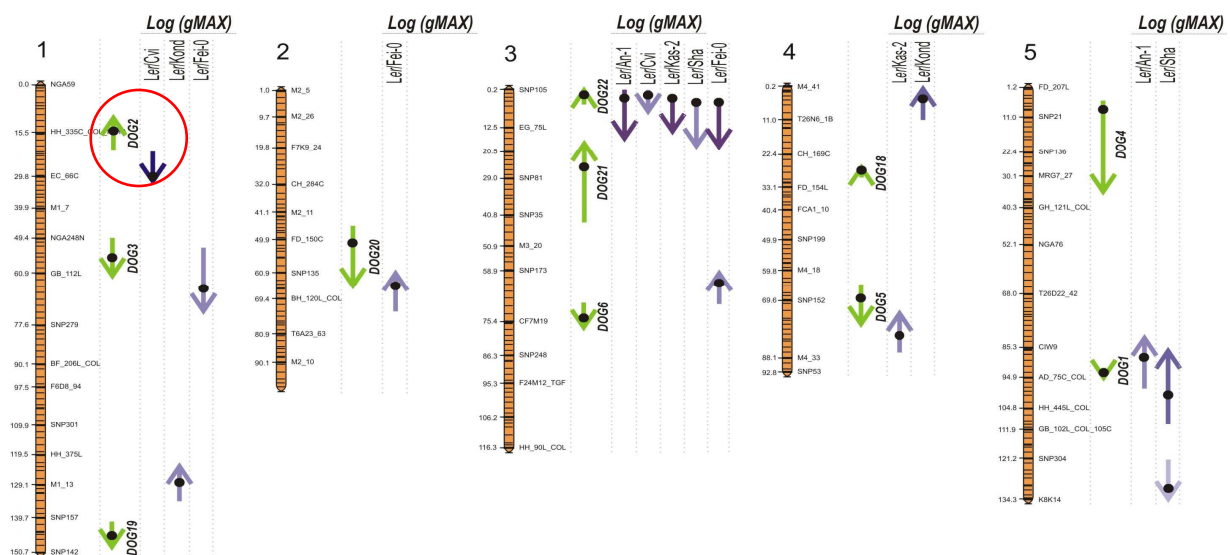 Log (gMAX)
1
Ler/Cvi
Ler/Kond
Ler/Fei-0
0.0 NGA59
15.5 HH_335C_COL
29.8 EC_66C
39.9 M1_7
49.4 NGA248N
60.9 GB_112L
77.6 SNP279
90.1 BF_206L_COL
97.5 F6D8_94
109.9 SNP301
119.5 HH_375L
129.1 M1_13
139.7 SNP157
150.7 SNP142
DOG2
DOG3
DOG19
Log (gMAX)
2
Ler/Fei-0
1.0 M2_5
9.7 M2_26
19.8 F7K9_24
32.0 CH_284C
41.1 M2_11
49.9 FD_150C
60.9 SNP135
69.4 BH_120L_COL
80.9 T6A23_63
90.1 M2_10
DOG20
Log (gMAX)
3
Ler/An-1
Ler/Cvi
Ler/Kas-2
Ler/Sha
Ler/Fei-0
0.2 SNP105
12.5 EG_75L
20.5
29.0 SNP81
40.8 SNP35
50.9 M3_20
58.9 SNP173
75.4 CF7M19
86.3 SNP248
95.3 F24M12_TGF
106.2
116.3 HH_90L_COL
DOG22
DOG21
DOG6
Log (gMAX)
4
Ler/Kas-2
Ler/Kond
0.2 M4_41
11.0 T26N6_1B
22.4 CH_169C
33.1 FD_154L
40.4 FCA1_10
49.9 SNP199
59.8 M4_18
69.6 SNP152
88.1 M4_33
92.8 SNP53
DOG18
DOG5
Log (gMAX)
5
Ler/An-1
Ler/Sha
1.2 FD_207L
11.0 SNP21
22.4 SNP136
30.1 MRG7_27
40.3 GH_121L_COL
52.1 NGA76
68.0 T26D22_42
85.3 CIW9
94.9 AD_75C_COL
104.8 HH_445L_COL
111.9 GB_102L_COL_105C
121.2 SNP304
134.3 K8K14
DOG4
DOG1